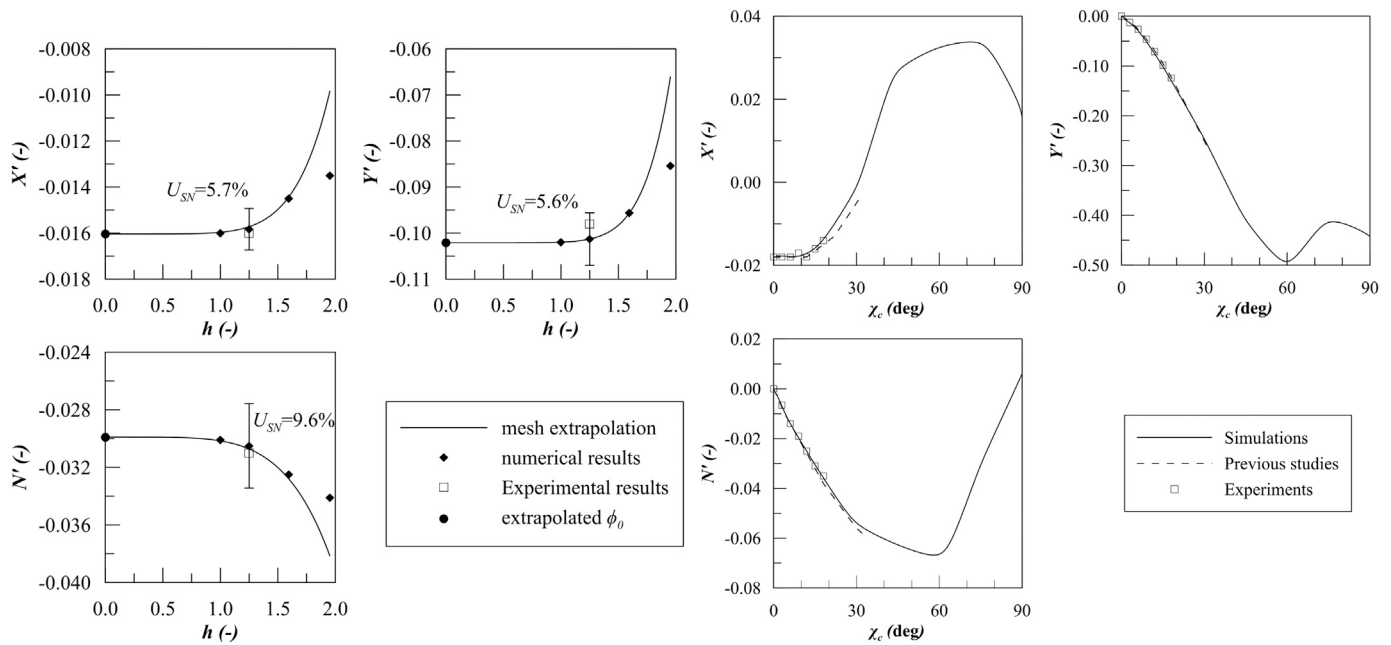 -0.008
-0.010
-0.012
-0.014
-0.016
-0.018
X' (-)
U_SN=5.7%
0.0 0.5 1.0 1.5 2.0
h (-)
-0.06
-0.07
-0.08
-0.09
-0.10
-0.11
Y' (-)
U_SN=5.6%
0.0 0.5 1.0 1.5 2.0
h (-)
-0.024
-0.028
-0.032
-0.036
-0.040
N' (-)
U_SN=9.6%
0.0 0.5 1.0 1.5 2.0
h (-)
mesh extrapolation
numerical results
Experimental results
extrapolated ϕ_0
0.04
0.02
0.00
-0.02
X' (-)
0 30 60 90
χ_c (deg)
0.00
-0.10
-0.20
-0.30
-0.40
-0.50
Y' (-)
0 30 60 90
χ_c (deg)
0.02
0.00
-0.02
-0.04
-0.06
-0.08
N' (-)
0 30 60 90
χ_c (deg)
Simulations
Previous studies
Experiments